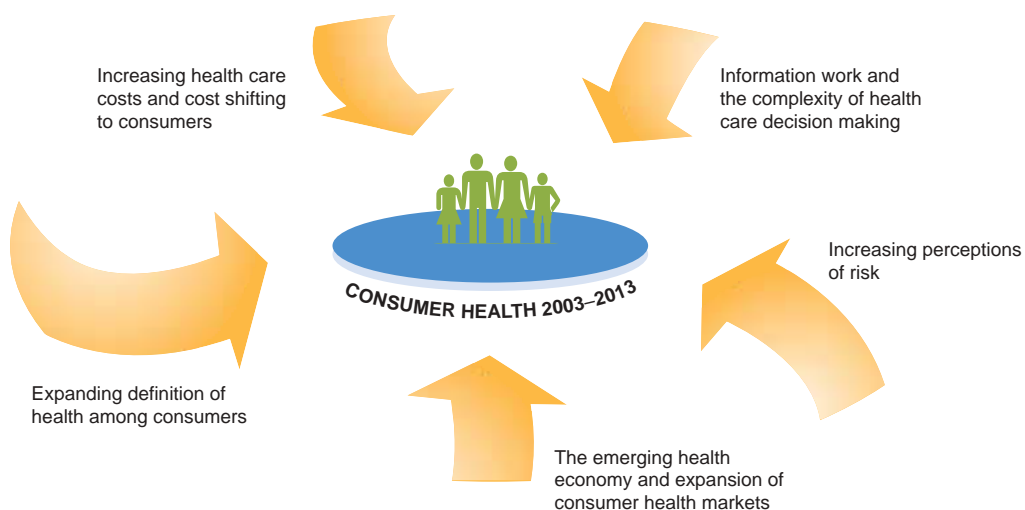 Increasing health care
costs and cost shifting
to consumers
Information work and
the complexity of health
care decision making
Increasing perceptions
of risk
CONSUMER HEALTH 2003–2013
Expanding definition of
health among consumers
The emerging health
economy and expansion of
consumer health markets